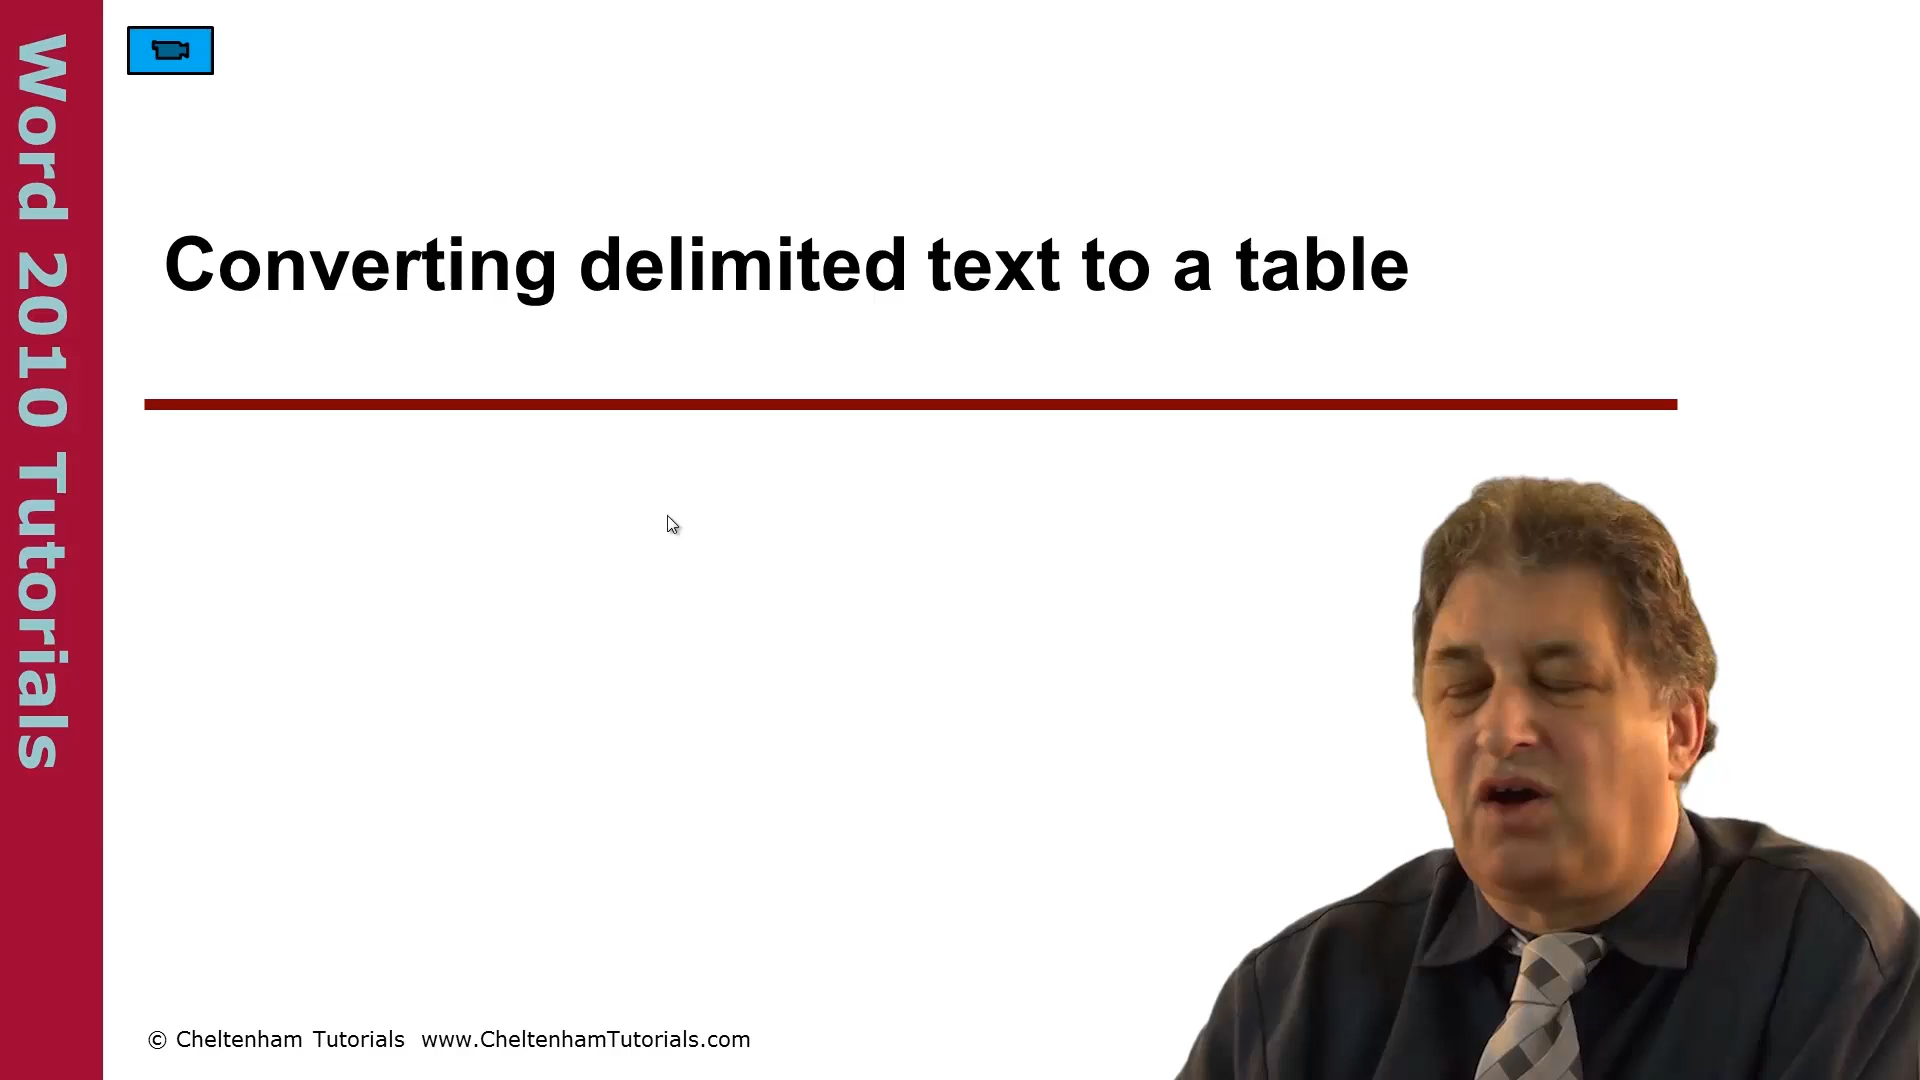 Word 2010 Tutorials
Converting delimited text to a table
© Cheltenham Tutorials www.CheltenhamTutorials.com